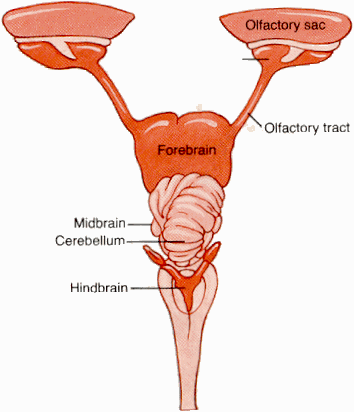 Olfactory sac
Olfactory tract
Forebrain
Midbrain
Cerebellum
Hindbrain